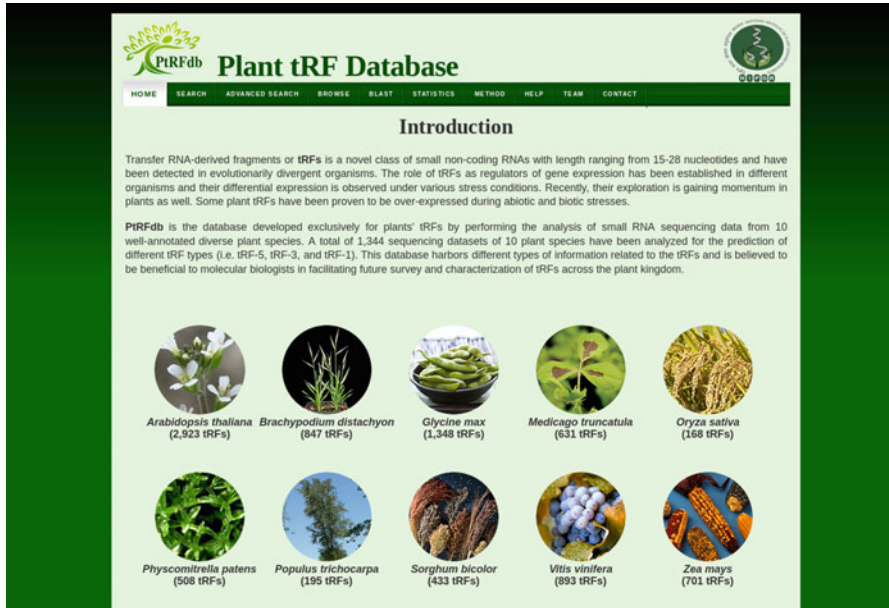 PtRFdb
Plant tRF Database
NIPGR
HOME SEARCH ADVANCED SEARCH BROWSE BLAST STATISTICS METHOD HELP TEAM CONTACT
Introduction
Transfer RNA-derived fragments or tRFs is a novel class of small non-coding RNAs with length ranging from 15-28 nucleotides and have
been detected in evolutionarily divergent organisms. The role of tRFs as regulators of gene expression has been established in different
organisms and their differential expression is observed under various stress conditions. Recently, their exploration is gaining momentum in
plants as well. Some plant tRFs have been proven to be over-expressed during abiotic and biotic stresses.
PtRFdb is the database developed exclusively for plants' tRFs by performing the analysis of small RNA sequencing data from 10
well-annotated diverse plant species. A total of 1,344 sequencing datasets of 10 plant species have been analyzed for the prediction of
different tRF types (i.e. tRF-5, tRF-3, and tRF-1). This database harbors different types of information related to the tRFs and is believed to
be beneficial to molecular biologists in facilitating future survey and characterization of tRFs across the plant kingdom.
Arabidopsis thaliana Brachypodium distachyon Glycine max Medicago truncatula Oryza sativa
(2,923 tRFs) (847 tRFs) (1,348 tRFs) (631 tRFs) (168 tRFs)
Physcomitrella patens Populus trichocarpa Sorghum bicolor Vitis vinifera Zea mays
(508 tRFs) (195 tRFs) (433 tRFs) (893 tRFs) (701 tRFs)